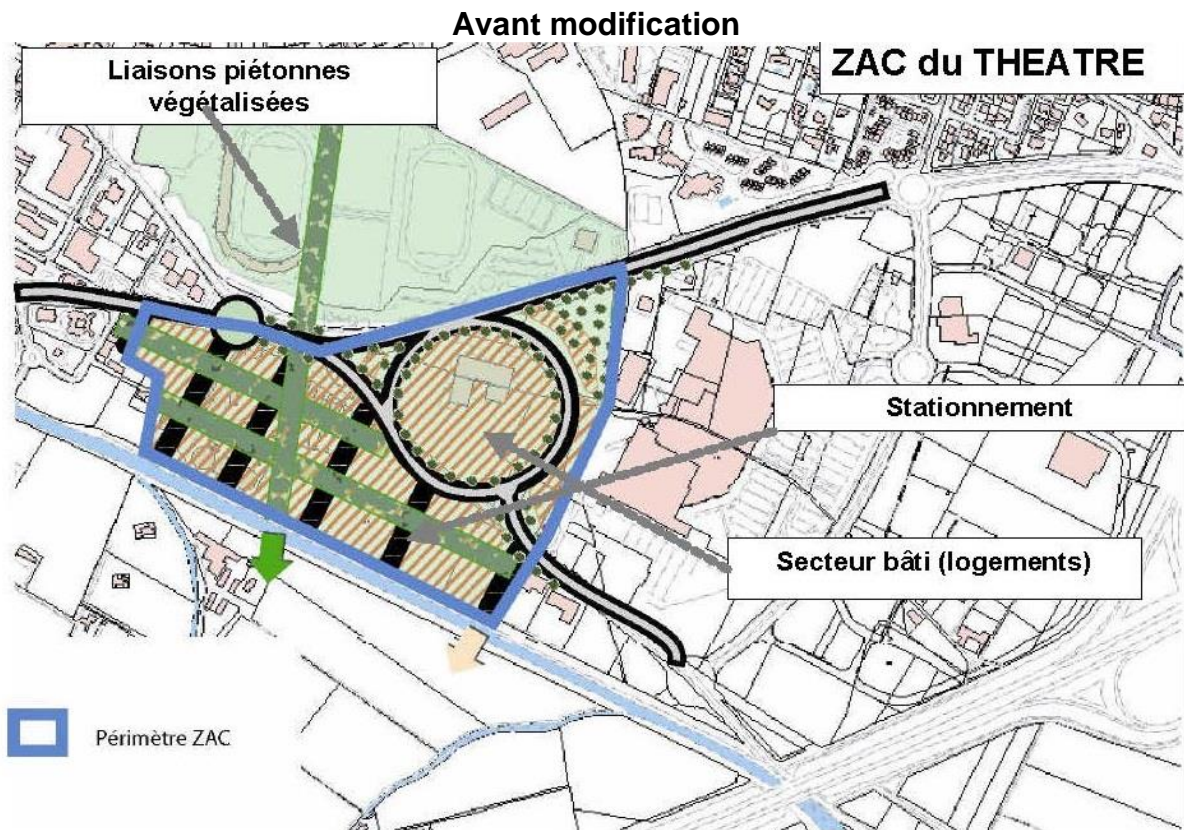 Avant modification
ZAC du THEATRE
Liaisons piétonnes
végétalisées
Stationnement
Secteur bâti (logements)
Périmètre ZAC